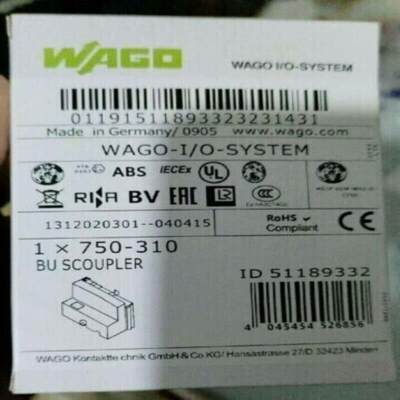 WAGO
WAGO I/O-SYSTEM
01191511893323231431
Made in Germany/ 0905 www.wago.com
WAGO-I/O-SYSTEM
ABS IECEx UL
RINA BV EAC
1312020301--040415
RoHS
Compliant CE
1 × 750-310
BU SCOUPLER
ID 51189332
4 045454 526856
WAGO Kontakttechnik GmbH & Co KG/ Hansastrasse 27/D 32423 Minden